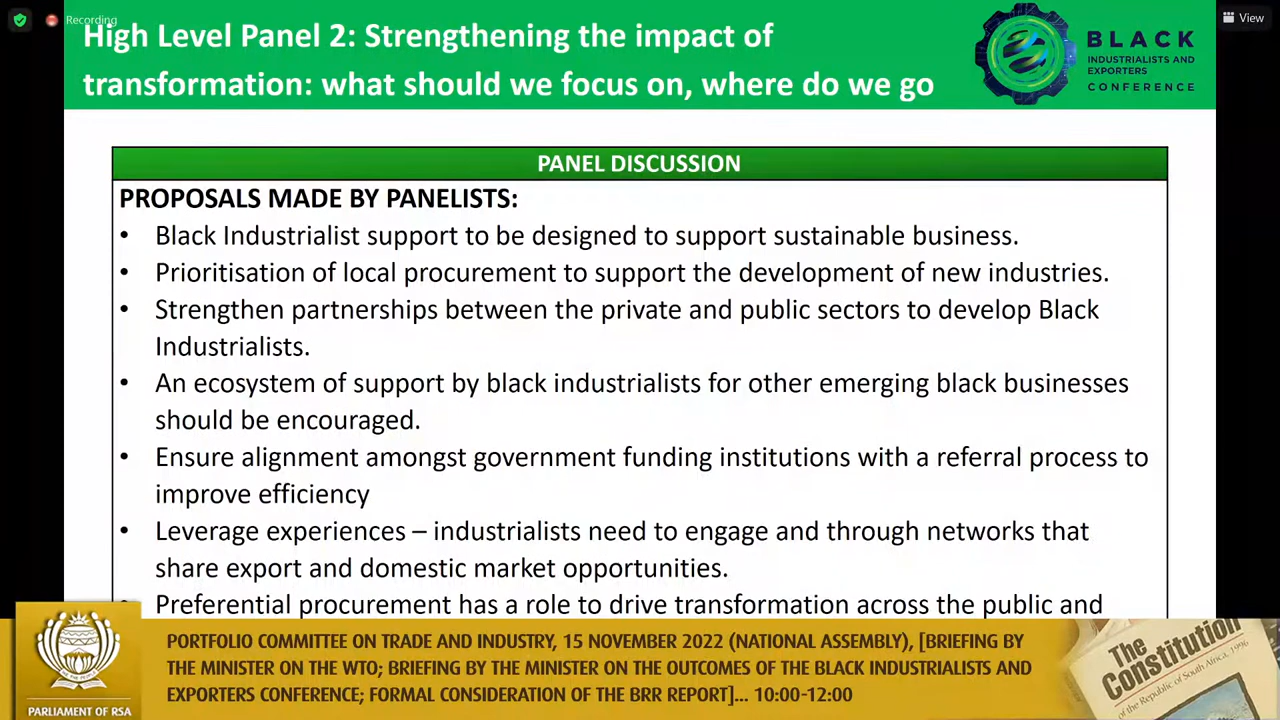 Recording
View
High Level Panel 2: Strengthening the impact of
transformation: what should we focus on, where do we go
BLACK
INDUSTRIALISTS AND
EXPORTERS
CONFERENCE
PANEL DISCUSSION
PROPOSALS MADE BY PANELISTS:
• Black Industrialist support to be designed to support sustainable business.
• Prioritisation of local procurement to support the development of new industries.
• Strengthen partnerships between the private and public sectors to develop Black
Industrialists.
• An ecosystem of support by black industrialists for other emerging black businesses
should be encouraged.
• Ensure alignment amongst government funding institutions with a referral process to
improve efficiency
• Leverage experiences – industrialists need to engage and through networks that
share export and domestic market opportunities.
• Preferential procurement has a role to drive transformation across the public and
PORTFOLIO COMMITTEE ON TRADE AND INDUSTRY, 15 NOVEMBER 2022 (NATIONAL ASSEMBLY), [BRIEFING BY
THE MINISTER ON THE WTO; BRIEFING BY THE MINISTER ON THE OUTCOMES OF THE BLACK INDUSTRIALISTS AND
EXPORTERS CONFERENCE; FORMAL CONSIDERATION OF THE BRR REPORT]... 10:00-12:00
PARLIAMENT OF RSA
The
Constitution
of the Republic of South Africa, 1996